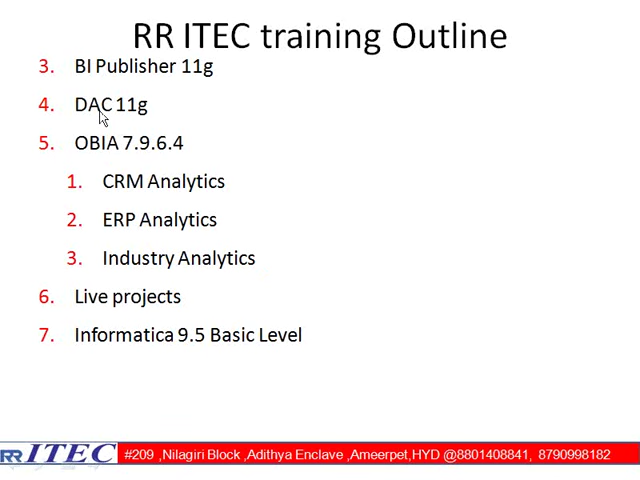 RR ITEC training Outline
3. BI Publisher 11g
4. DAC 11g
5. OBIA 7.9.6.4
1. CRM Analytics
2. ERP Analytics
3. Industry Analytics
6. Live projects
7. Informatica 9.5 Basic Level
RR ITEC #209 ,Nilagiri Block ,Adithya Enclave ,Ameerpet,HYD @8801408841, 8790998182